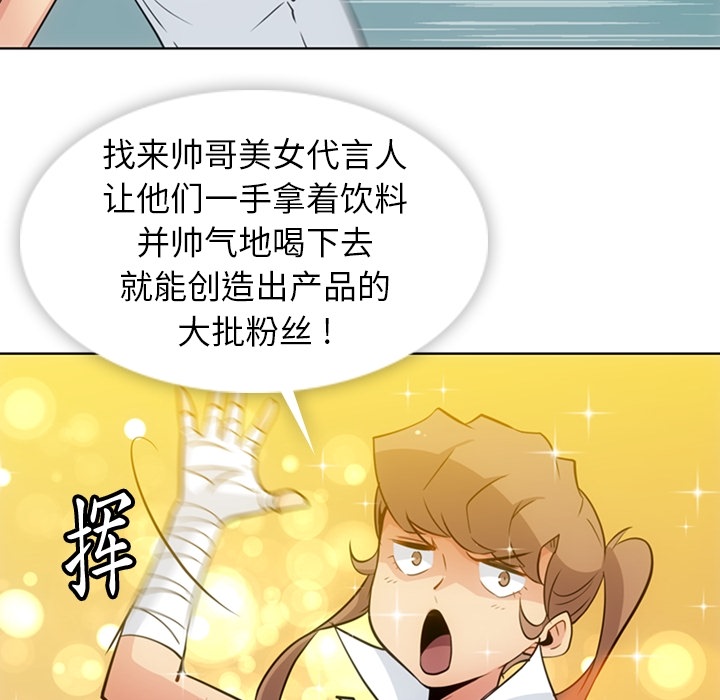 找来帅哥美女代言人
让他们一手拿着饮料
并帅气地喝下去
就能创造出产品的
大批粉丝！
挥